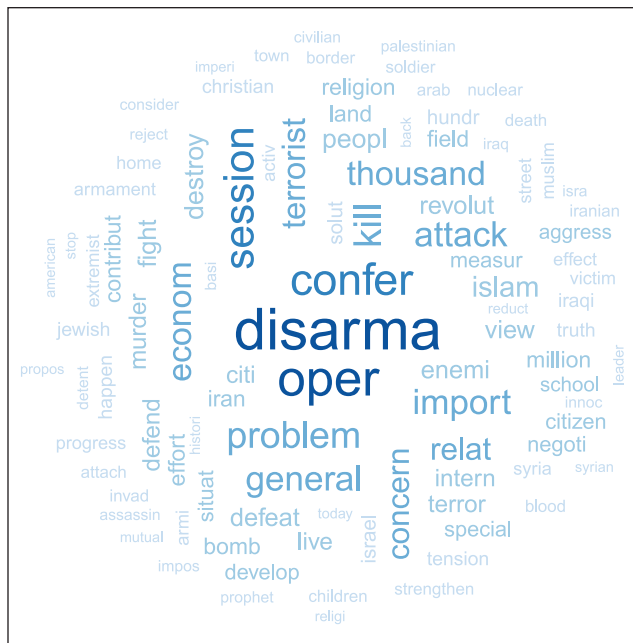 civilian
palestinian
town
border
soldier
imperi
christian
religion
arab
nuclear
consider
land
hundr
death
reject
session
activ
terrorist
peopl
back
field
iraq
destroy
home
thousand
street
muslim
isra
armament
solut
kill
revolut
iranian
american
stop
extremist
contribut
fight
attack
aggress
basi
measur
effect
victim
confer
islam
iraqi
econom
reduct
jewish
murder
disarma
view
truth
propos
detent
happen
citi
oper
enemi
million
leader
iran
school
innoc
import
citizen
progress
defend
effort
histori
problem
relat
negoti
attach
situat
general
concern
intern
syria
syrian
invad
terror
blood
assassin
armi
defeat
today
israel
special
mutual
bomb
live
tension
impos
develop
strengthen
prophet
children
religi